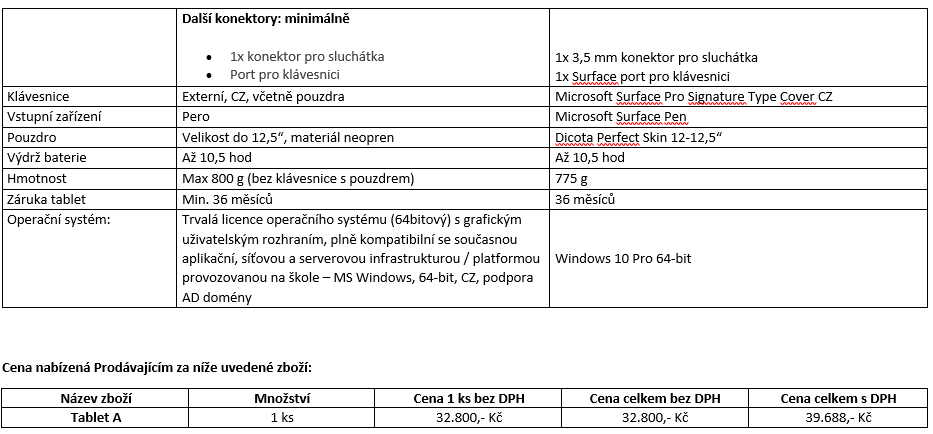 Další konektory: minimálně
1x konektor pro sluchátka
Port pro klávesnici
1x 3,5 mm konektor pro sluchátka
1x Surface port pro klávesnici
Klávesnice Externí, CZ, včetně pouzdra Microsoft Surface Pro Signature Type Cover CZ
Vstupní zařízení Pero Microsoft Surface Pen
Pouzdro Velikost do 12,5“, materiál neopren Dicota Perfect Skin 12-12,5“
Výdrž baterie Až 10,5 hod Až 10,5 hod
Hmotnost Max 800 g (bez klávesnice s pouzdrem) 775 g
Záruka tablet Min. 36 měsíců 36 měsíců
Operační systém: Trvalá licence operačního systému (64bitový) s grafickým
uživatelským rozhraním, plně kompatibilní se současnou
aplikační, síťovou a serverovou infrastrukturou / platformou
provozovanou na škole – MS Windows, 64-bit, CZ, podpora
AD domény
Windows 10 Pro 64-bit
Cena nabízená Prodávajícím za níže uvedené zboží:
Název zboží Množství Cena 1 ks bez DPH Cena celkem bez DPH Cena celkem s DPH
Tablet A 1 ks 32.800,- Kč 32.800,- Kč 39.688,- Kč